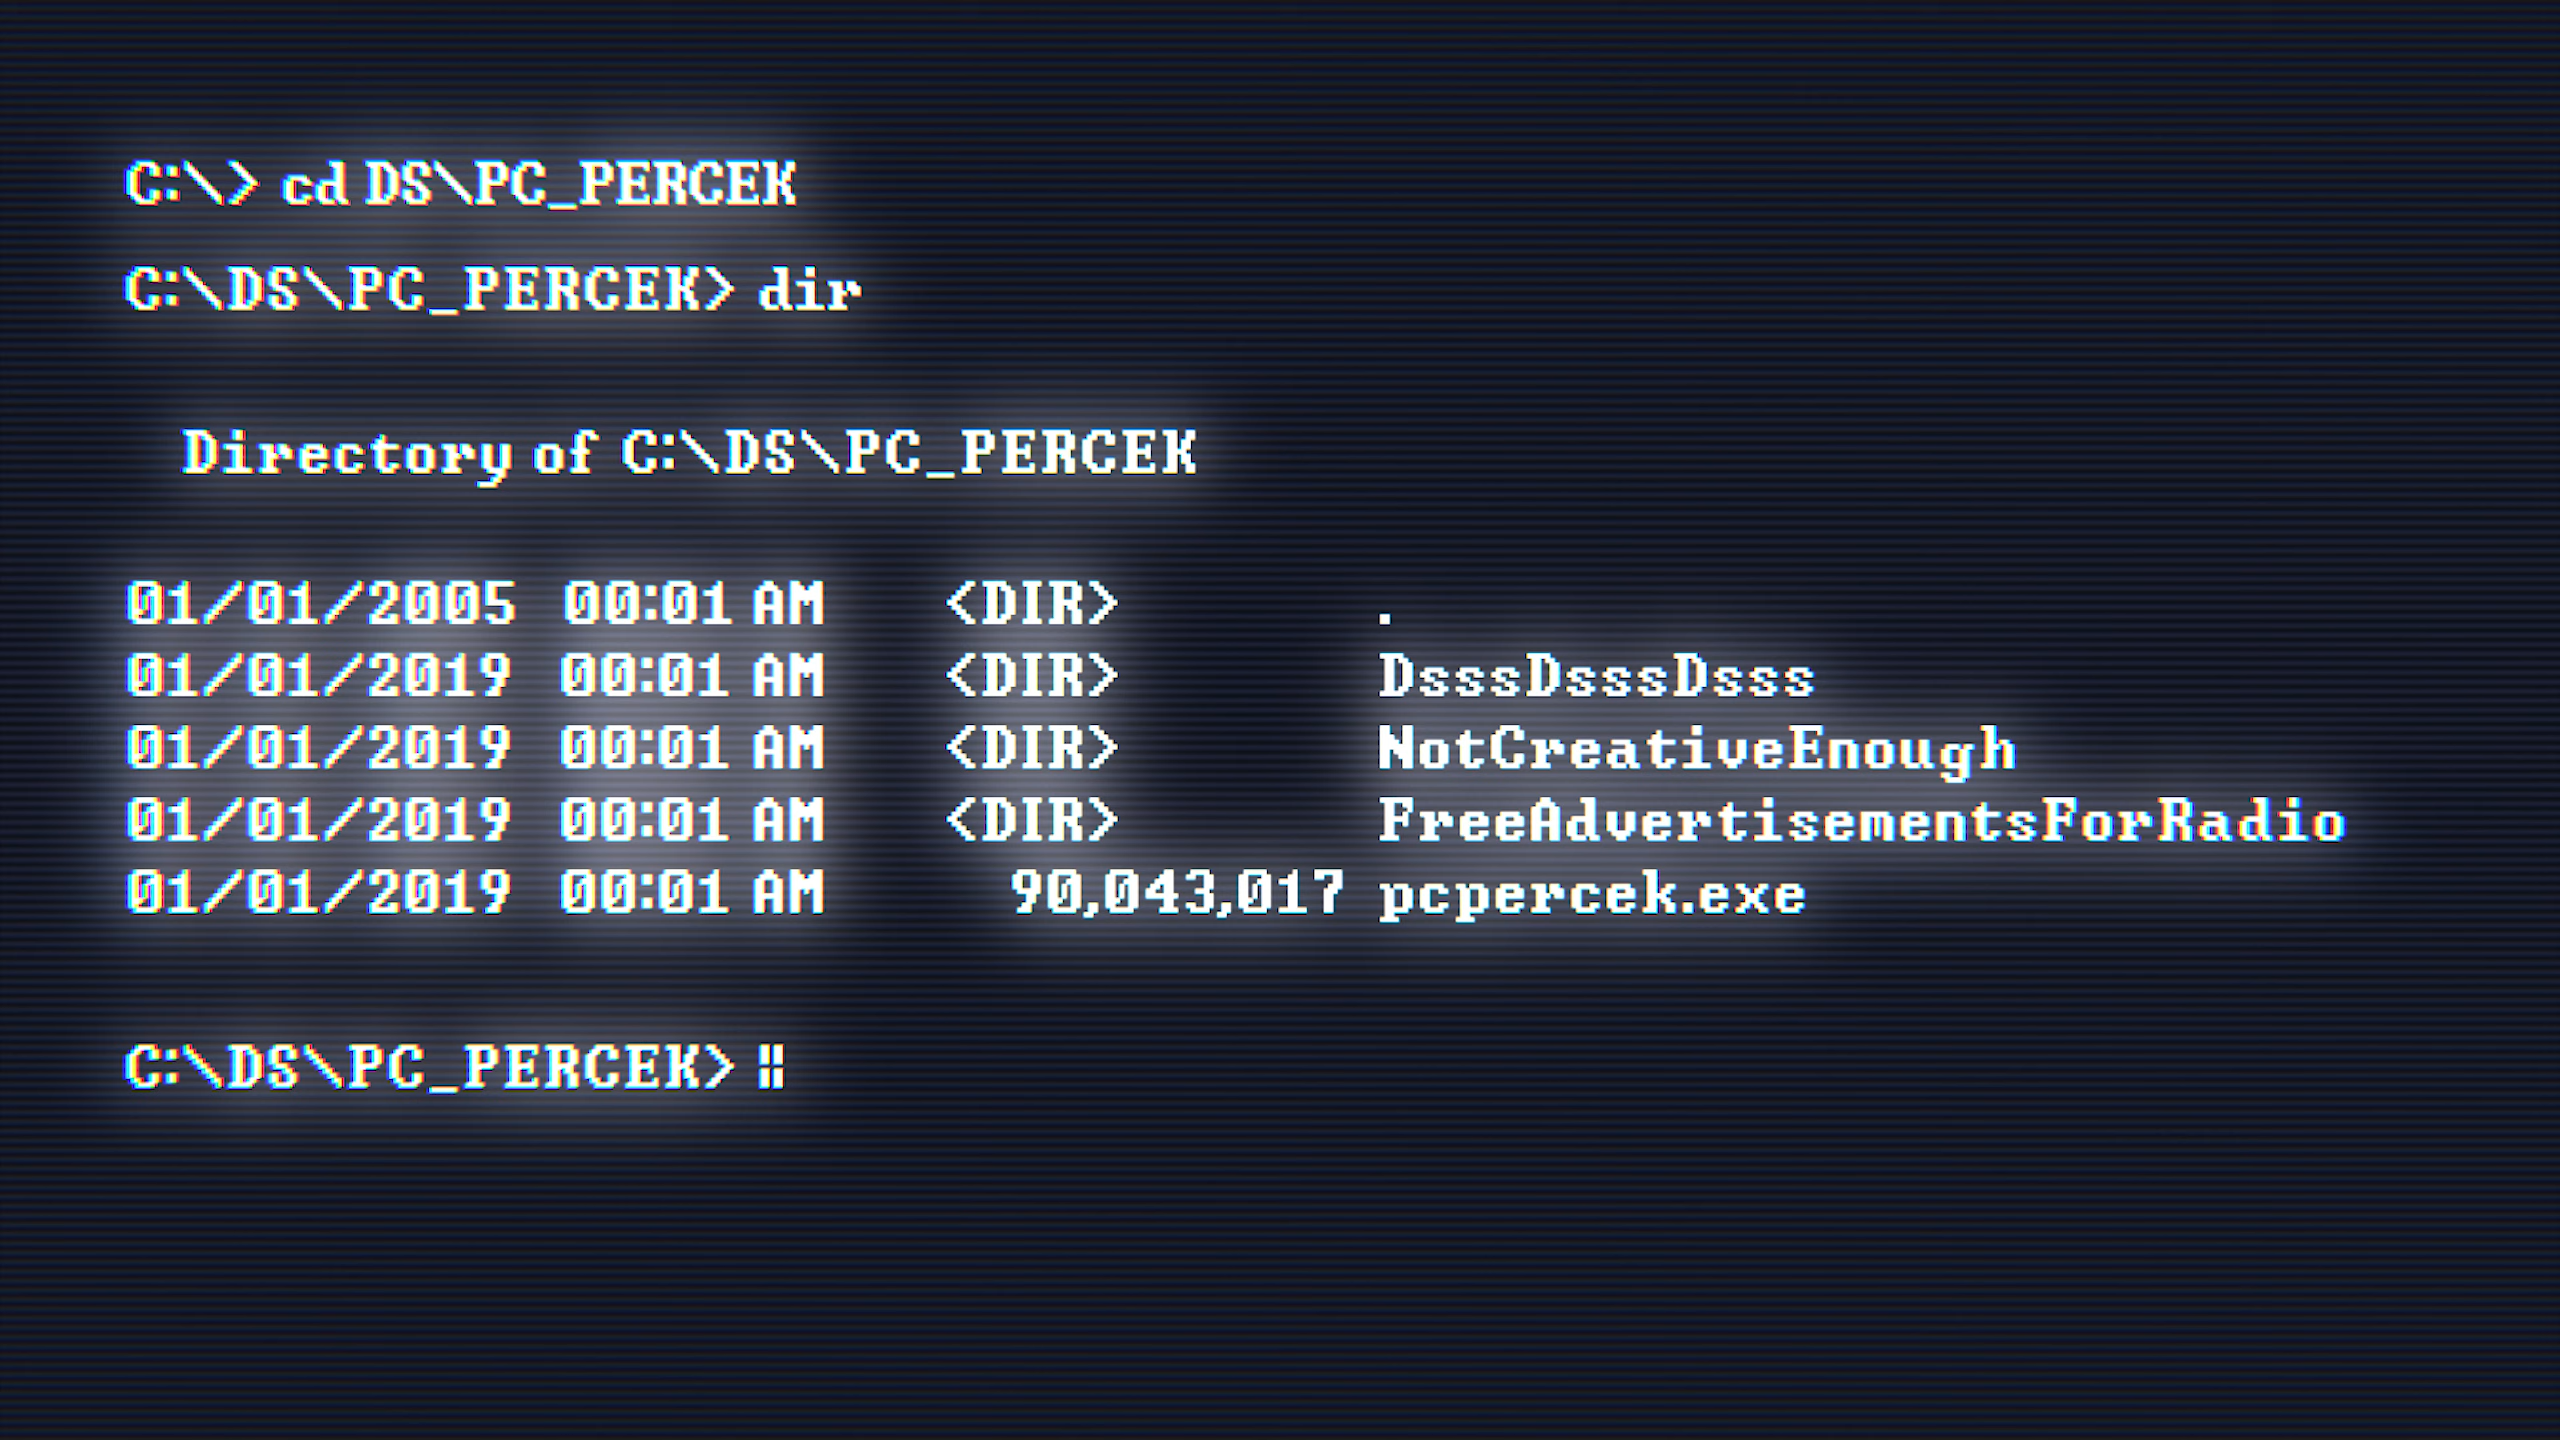 C:\> cd DS\PC_PERCEK
C:\DS\PC_PERCEK> dir
Directory of C:\DS\PC_PERCEK
01/01/2005 00:01 AM <DIR> .
01/01/2019 00:01 AM <DIR> DsssDsssDsss
01/01/2019 00:01 AM <DIR> NotCreativeEnough
01/01/2019 00:01 AM <DIR> FreeAdvertisementsForRadio
01/01/2019 00:01 AM 90,043,017 pcpercek.exe
C:\DS\PC_PERCEK>